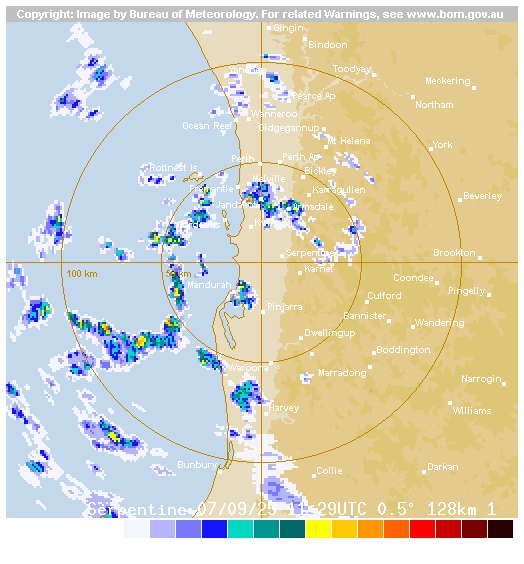 Copyright: Image by Bureau of Meteorology. For related Warnings, see www.bom.gov.au
Gingin
Bindoon
Toodyay
Meckering
Pearce Ap
Northam
Wanneroo
Ocean Reef
Gidgegannup
Mt Helena
York
Perth
Perth Ap
Rottnest Is
Bickley
Melville
Fremantle
Karragullen
Beverley
Jandakot
Armadale
Serpentine
Brookton
Karnet
100 km
50 km
Coondee
Mandurah
Pingelly
Culford
Pinjarra
Bannister
Wandering
Dwellingup
Boddington
Waroona
Marradong
Narrogin
Harvey
Williams
Bunbury
Collie
Darkan
Serpentine 07/09/25 11:29UTC 0.5° 128km 1